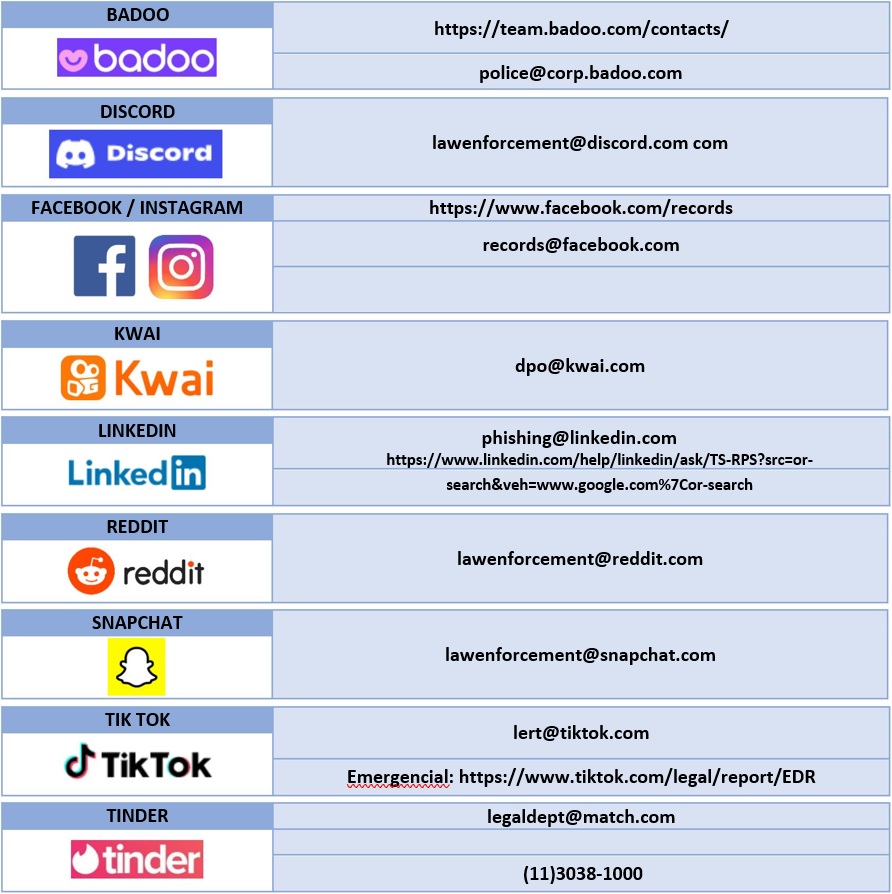 BADOO
badoo
https://team.badoo.com/contacts/
police@corp.badoo.com
DISCORD
Discord
lawenforcement@discord.com com
FACEBOOK / INSTAGRAM
f
https://www.facebook.com/records
records@facebook.com
KWAI
Kwai
dpo@kwai.com
LINKEDIN
Linkedin
phishing@linkedin.com
https://www.linkedin.com/help/linkedin/ask/TS-RPS?src=or-
search&veh=www.google.com%7Cor-search
REDDIT
reddit
lawenforcement@reddit.com
SNAPCHAT
lawenforcement@snapchat.com
TIK TOK
TikTok
lert@tiktok.com
Emergencial: https://www.tiktok.com/legal/report/EDR
TINDER
tinder
legaldept@match.com
(11)3038-1000